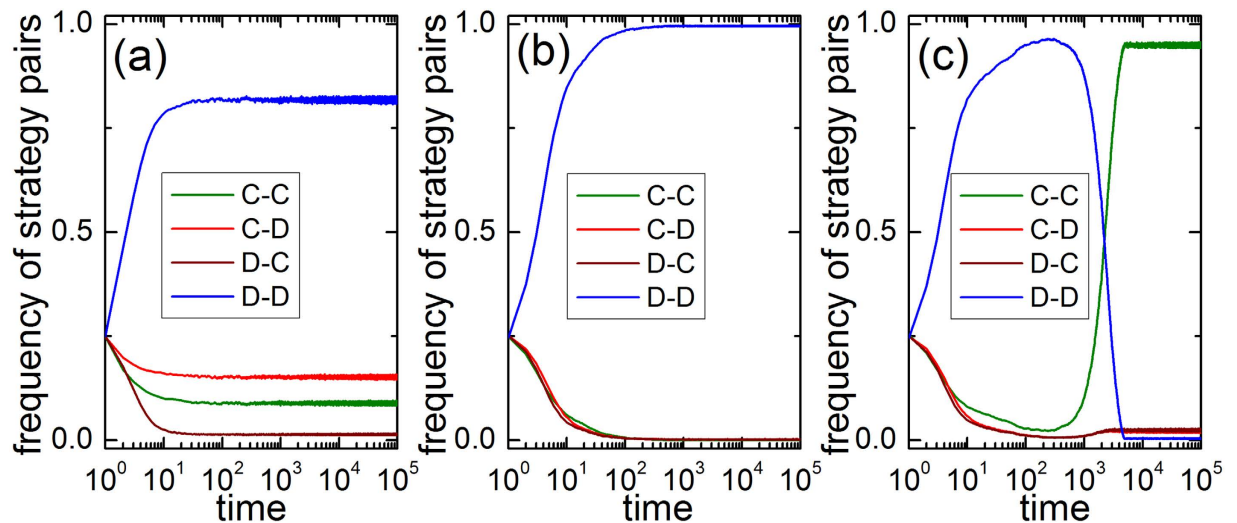 frequency of strategy pairs
1.0
0.5
0.0
(a)
C-C
C-D
D-C
D-D
10^0 10^1 10^2 10^3 10^4 10^5
time
frequency of strategy pairs
1.0
0.5
0.0
(b)
C-C
C-D
D-C
D-D
10^0 10^1 10^2 10^3 10^4 10^5
time
frequency of strategy pairs
1.0
0.5
0.0
(c)
C-C
C-D
D-C
D-D
10^0 10^1 10^2 10^3 10^4 10^5
time